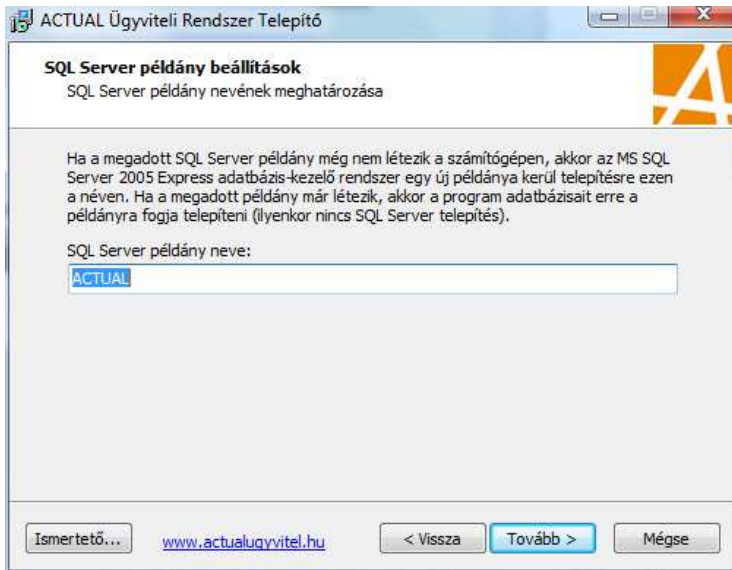 ACTUAL Ügyviteli Rendszer Telepítő
SQL Server példány beállítások
SQL Server példány nevének meghatározása
Ha a megadott SQL Server példány még nem létezik a számítógépen, akkor az MS SQL
Server 2005 Express adatbázis-kezelő rendszer egy új példánya kerül telepítésre ezen
a néven. Ha a megadott példány már létezik, akkor a program adatbázisait erre a
példányra fogja telepíteni (ilyenkor nincs SQL Server telepítés).
SQL Server példány neve:
ACTUAL
Ismertető... www.actualugyvitel.hu < Vissza Tovább > Mégse